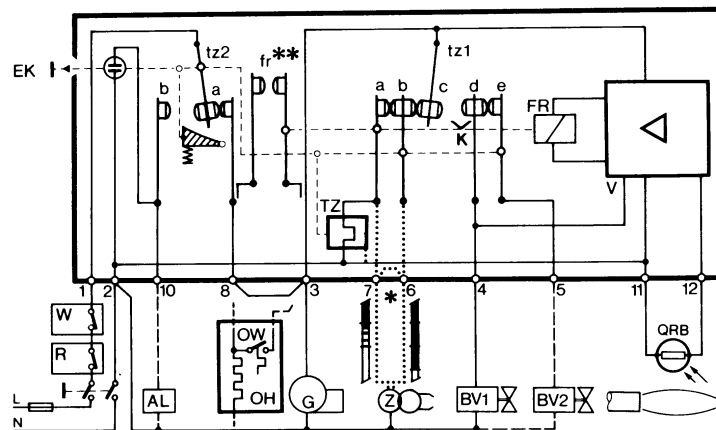 tz2 fr** tz1
EK
b a a b c d e FR
K
V
TZ
1 2 10 8 3 7 * 6 4 5 11 12
W OW QRB
R
L AL OH G Z BV1 BV2
N